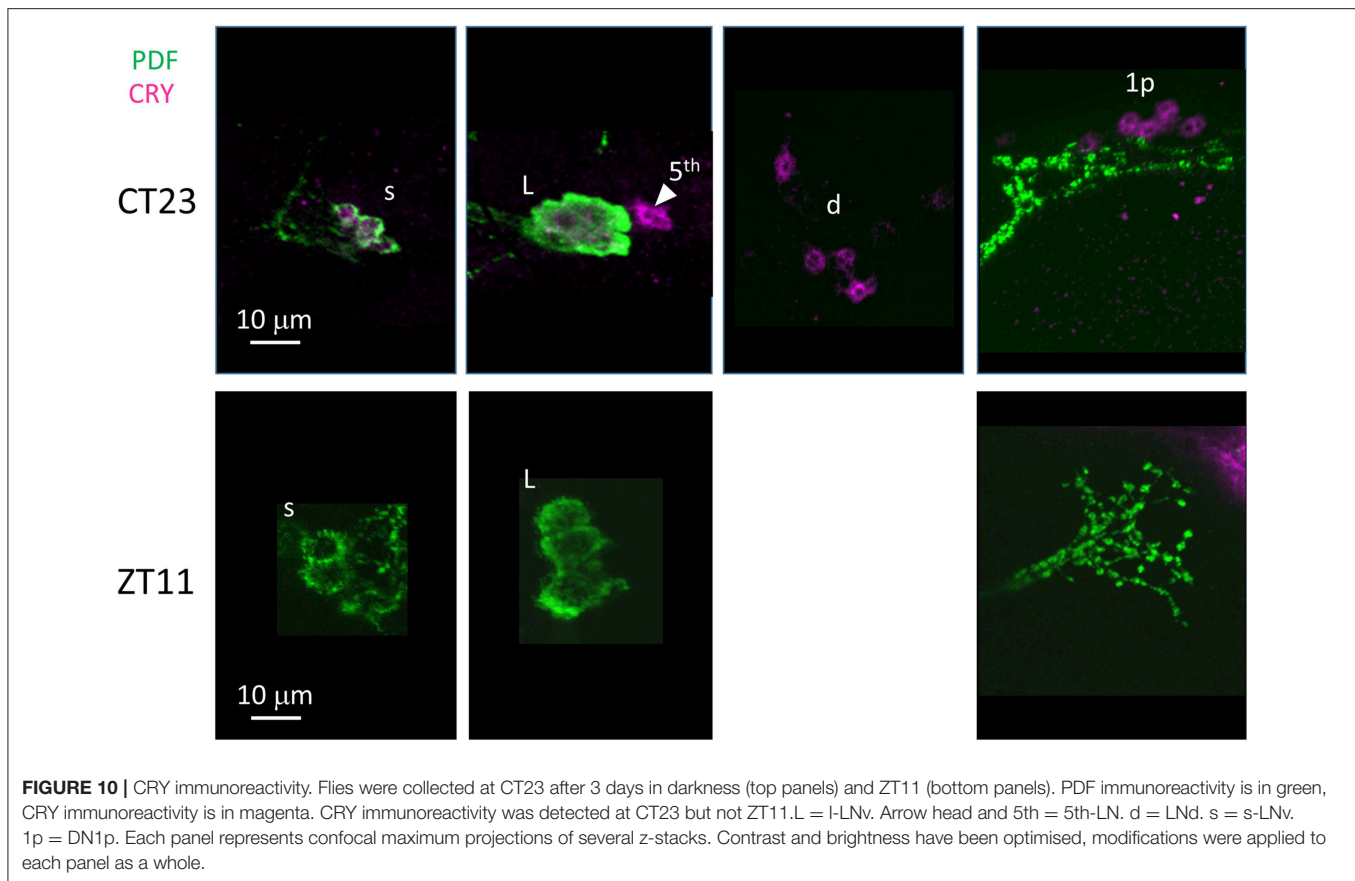 PDF
CRY
CT23
s
10 μm
L
5th
d
1p
ZT11
s
10 μm
L
FIGURE 10 | CRY immunoreactivity. Flies were collected at CT23 after 3 days in darkness (top panels) and ZT11 (bottom panels). PDF immunoreactivity is in green,
CRY immunoreactivity is in magenta. CRY immunoreactivity was detected at CT23 but not ZT11.L = l-LNv. Arrow head and 5th = 5th-LN. d = LNd. s = s-LNv.
1p = DN1p. Each panel represents confocal maximum projections of several z-stacks. Contrast and brightness have been optimised, modifications were applied to
each panel as a whole.